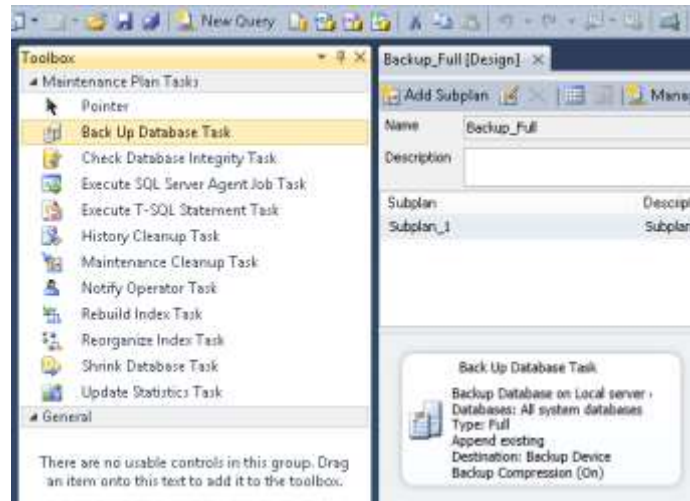 New Query
Toolbox
Maintenance Plan Tasks
Pointer
Back Up Database Task
Check Database Integrity Task
Execute SQL Server Agent Job Task
Execute T-SQL Statement Task
History Cleanup Task
Maintenance Cleanup Task
Notify Operator Task
Rebuild Index Task
Reorganize Index Task
Shrink Database Task
Update Statistics Task
General
There are no usable controls in this group. Drag
an item onto this text to add it to the toolbox.
Backup_Full [Design]
Add Subplan Mana
Name Backup_Full
Description
Subplan Descrip
Subplan_1 Subplan
Back Up Database Task
Backup Database on Local server
Databases: All system databases
Type: Full
Append existing
Destination: Backup Device
Backup Compression (On)